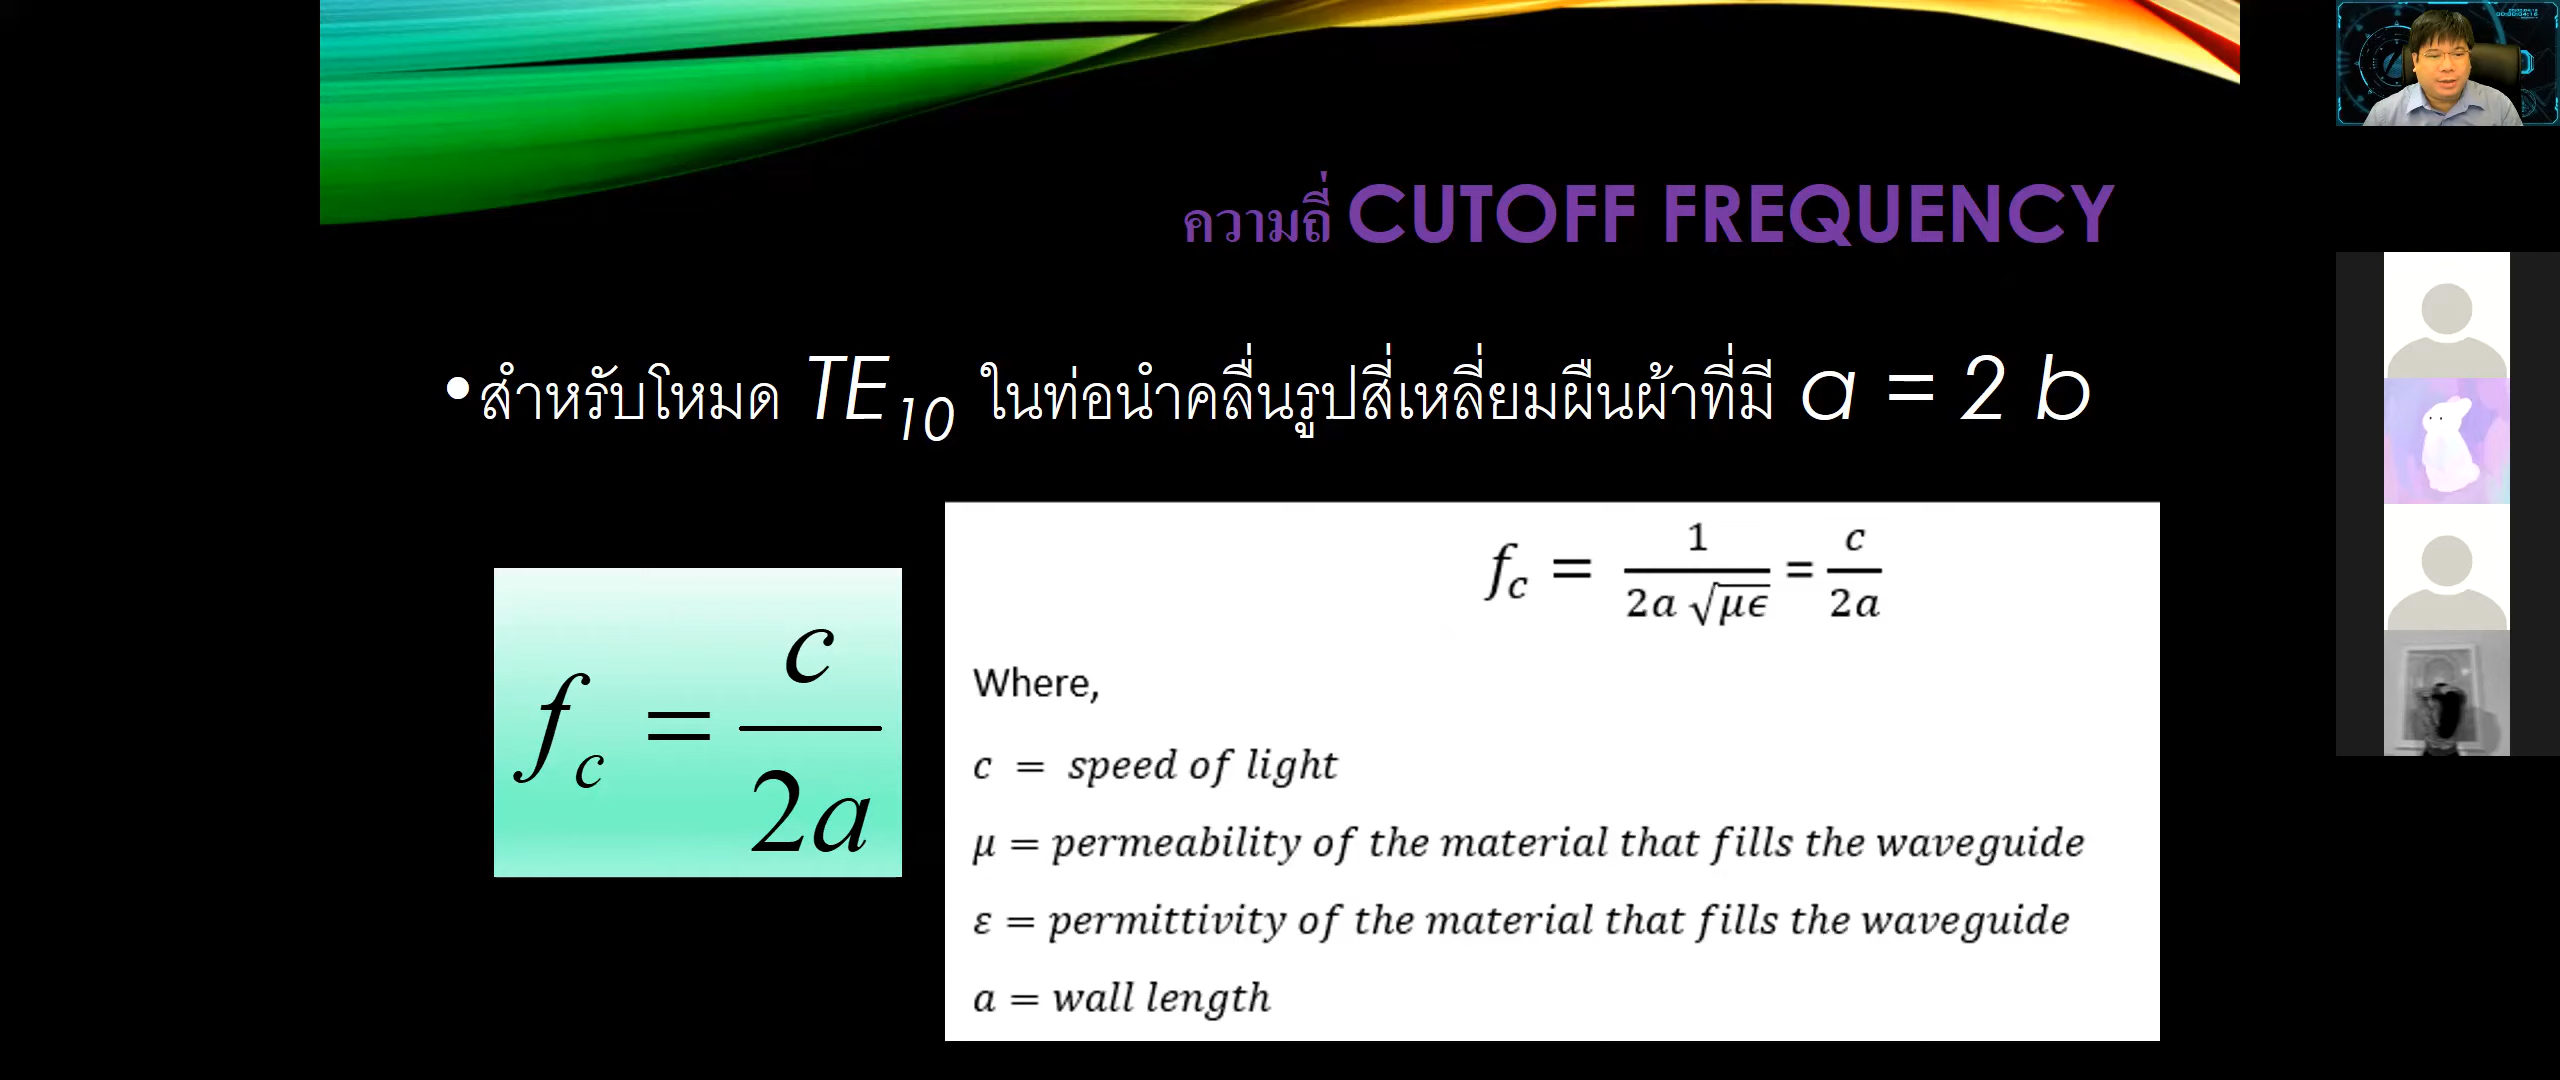 ความถี่ CUTOFF FREQUENCY
•สำหรับโหมด TE10 ในท่อนำคลื่นรูปสี่เหลี่ยมผืนผ้าที่มี a = 2 b
f_c = c / 2a
f_c = 1 / 2a √με = c / 2a
Where,
c = speed of light
μ = permeability of the material that fills the waveguide
ε = permittivity of the material that fills the waveguide
a = wall length